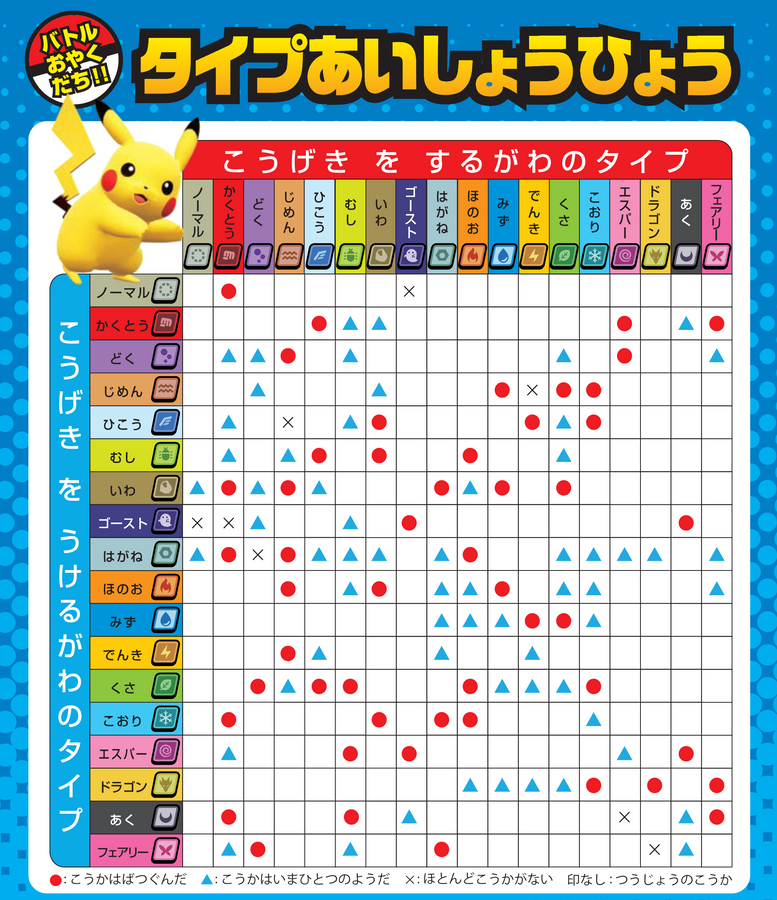 バトル
おやく
だち!!
タイプあいしょうひょう
こうげき を するがわのタイプ
ノーマル
かくとう
どく
じめん
ひこう
むし
いわ
ゴースト
はがね
ほのお
みず
でんき
くさ
こおり
エスパー
ドラゴン
あく
フェアリー
こうげき を うけるがわのタイプ
ノーマル ● ×
かくとう ● ▲ ▲ ● ▲ ●
どく ▲ ▲ ● ▲ ▲ ● ▲
じめん ▲ ▲ ● × ● ●
ひこう ▲ × ▲ ● ● ▲ ●
むし ▲ ▲ ● ● ● ▲
いわ ▲ ● ▲ ● ▲ ● ▲ ● ●
ゴースト × × ▲ ▲ ● ●
はがね ▲ ● × ● ▲ ▲ ▲ ▲ ● ▲ ▲ ▲ ▲ ▲
ほのお ● ▲ ● ▲ ▲ ● ▲ ▲ ▲
みず ▲ ▲ ▲ ● ● ▲
でんき ● ▲ ▲ ▲
くさ ● ▲ ● ● ● ▲ ▲ ▲ ●
こおり ● ● ● ● ▲
エスパー ▲ ● ● ▲ ●
ドラゴン ▲ ▲ ▲ ▲ ● ● ●
あく ● ● ▲ × ▲ ●
フェアリー ▲ ● ▲ ● × ▲
●:こうかはばつぐんだ ▲:こうかはいまひとつのようだ ×:ほとんどこうかがない 印なし:つうじょうのこうか